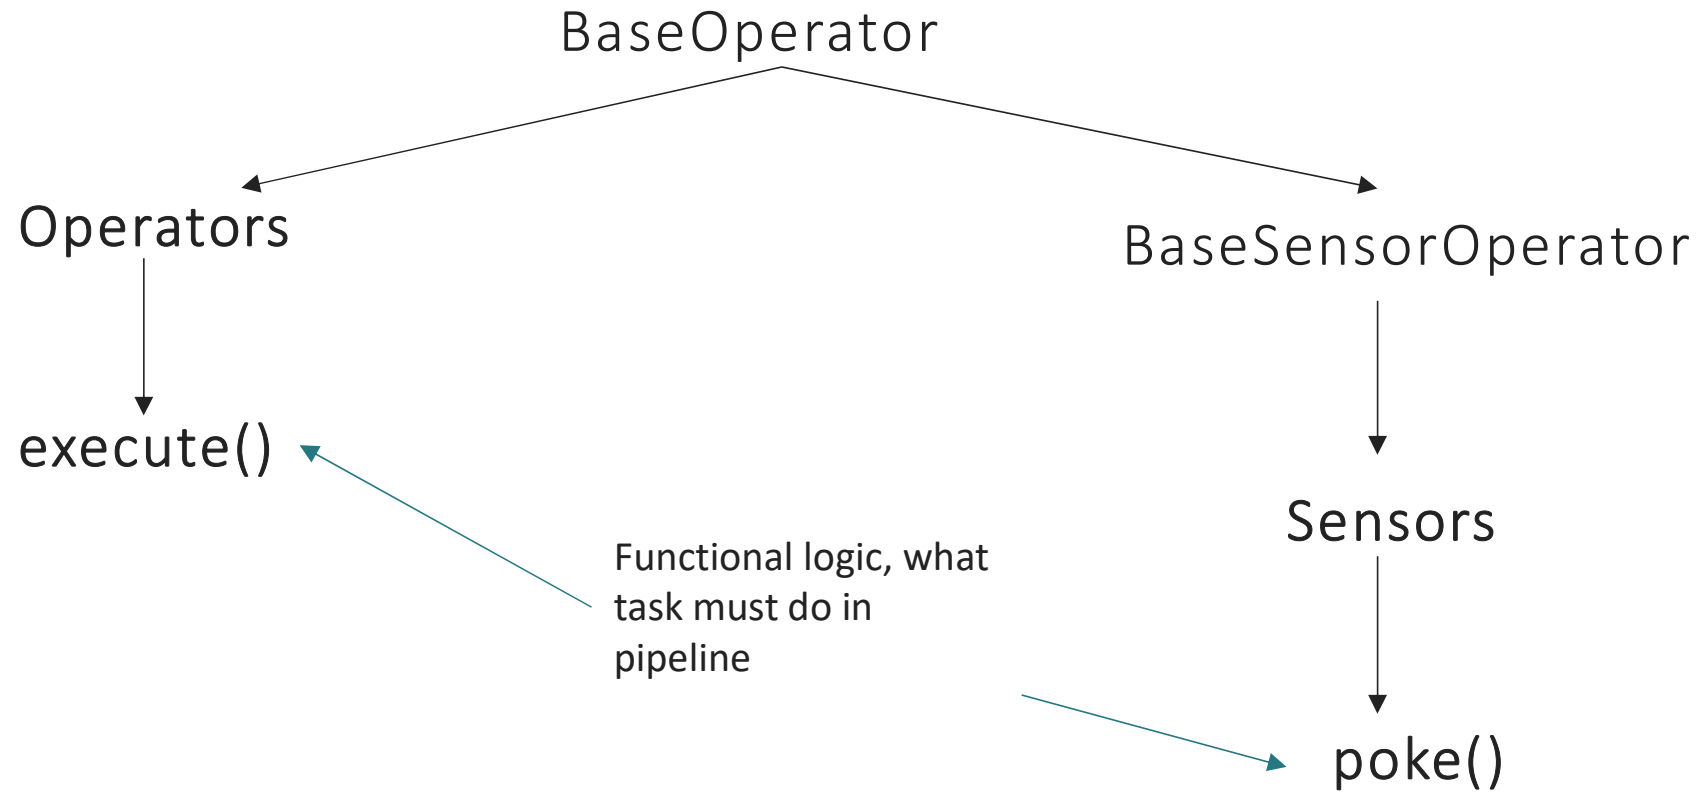 BaseOperator
Operators
BaseSensorOperator
execute()
Sensors
Functional logic, what
task must do in
pipeline
poke()